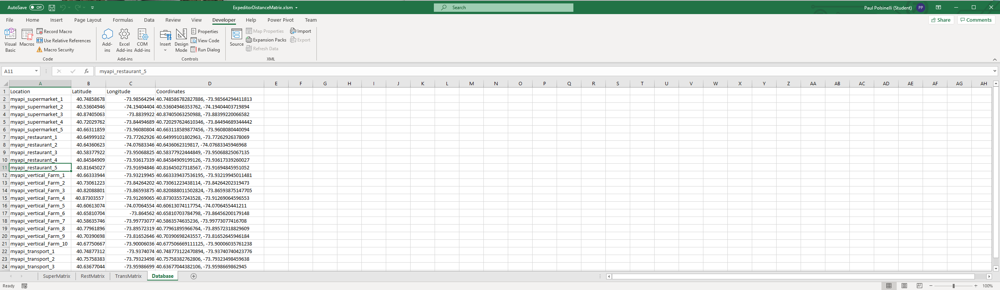 AutoSave Off ExpeditorDistanceMatrix.xlsm Search Paul Polsinelli (Student) PP
File Home Insert Page Layout Formulas Data Review View Developer Help Power Pivot Team Share Comments
Visual Basic
Macros
Record Macro
Use Relative References
Macro Security
Code
Add-ins
Excel Add-ins
COM Add-ins
Add-ins
Insert
Design Mode
Properties
View Code
Run Dialog
Controls
Source
Map Properties
Expansion Packs
Refresh Data
Import
Export
XML
A11 fx myapi_restaurant_5
A B C D E F G H I J K L M N O P Q R S T U V W X Y Z AA AB AC AD AE AF AG AH
1 Location Latitude Longitude Coordinates
2 myapi_supermarket_1 40.74858678 -73.98564294 40.748586782827886, -73.98564294411813
3 myapi_supermarket_2 40.53604946 -74.19404404 40.53604946353762, -74.19404403719894
4 myapi_supermarket_3 40.87405063 -73.8839922 40.87405063250988, -73.88399220066582
5 myapi_supermarket_4 40.72029762 -73.84494689 40.720297624610346, -73.84494689344442
6 myapi_supermarket_5 40.66311859 -73.96080804 40.663118589877456, -73.9608080440094
7 myapi_restaurant_1 40.64999102 -73.77262926 40.64999101802963, -73.77262926378069
8 myapi_restaurant_2 40.64360623 -74.07683346 40.6436062319817, -74.07683345946968
9 myapi_restaurant_3 40.58377922 -73.95068825 40.58377922444849, -73.95068825067135
10 myapi_restaurant_4 40.84584909 -73.93617339 40.84584909199126, -73.93617339260027
11 myapi_restaurant_5 40.81645027 -73.91694846 40.81645027318567, -73.91694845951052
12 myapi_vertical_Farm_1 40.66333944 -73.93219945 40.663339437536195, -73.93219945011481
13 myapi_vertical_Farm_2 40.73061223 -73.84264202 40.73061223438114, -73.84264202319473
14 myapi_vertical_Farm_3 40.82088801 -73.86593875 40.820888011502824, -73.86593875147705
15 myapi_vertical_Farm_4 40.87303557 -73.91269065 40.87303557243528, -73.91269064596553
16 myapi_vertical_Farm_5 40.60613074 -74.07064554 40.60613074117754, -74.0706455441211
17 myapi_vertical_Farm_6 40.65810704 -73.864562 40.65810703784798, -73.86456200179148
18 myapi_vertical_Farm_7 40.58635746 -73.99773077 40.5863574635236, -73.99773077416708
19 myapi_vertical_Farm_8 40.77961896 -73.89572319 40.77961895966764, -73.89572318829609
20 myapi_vertical_Farm_9 40.70390698 -73.81652646 40.70390698243557, -73.81652645946184
21 myapi_vertical_Farm_10 40.67750667 -73.90006036 40.677506669111125, -73.90006035761238
22 myapi_transport_1 40.74877312 -73.9374074 40.748773122470894, -73.93740740423776
23 myapi_transport_2 40.75758383 -73.79323498 40.75758382762806, -73.79323498459638
24 myapi_transport_3 40.63677044 -73.95986699 40.63677044382106, -73.9598669862945
SuperMatrix RestMatrix TransMatrix Database
Ready 100%